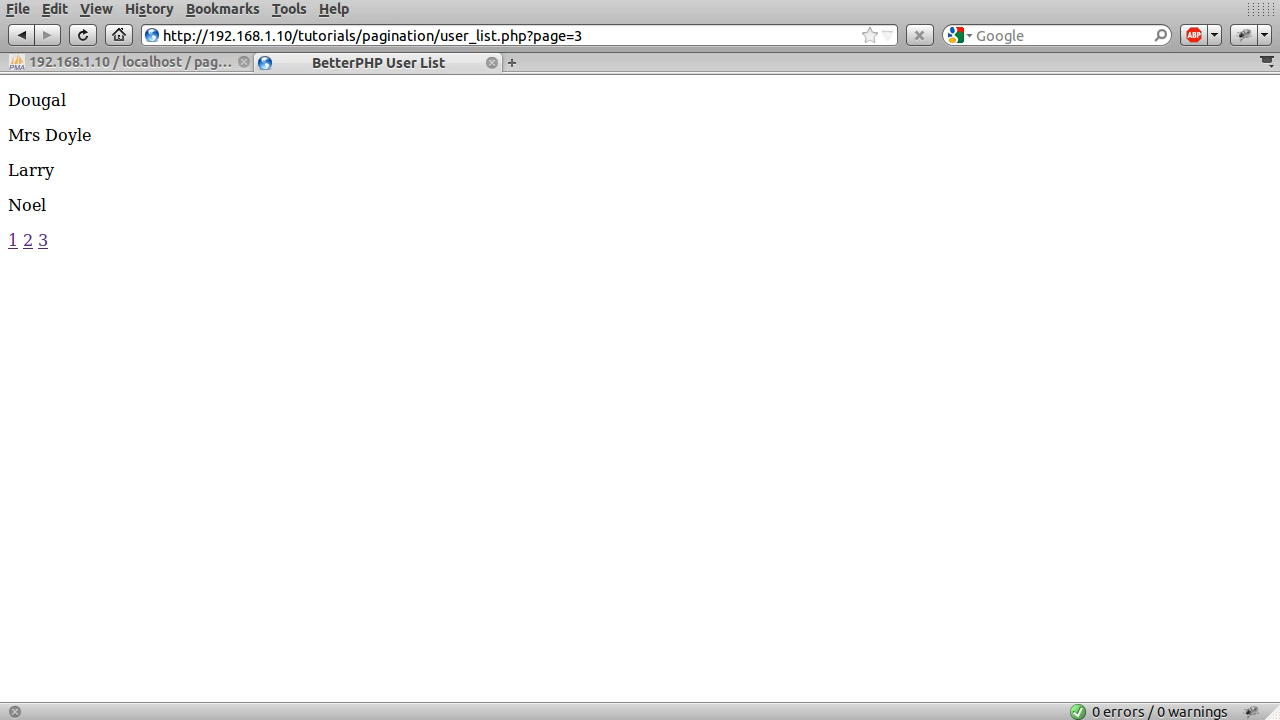 File Edit View History Bookmarks Tools Help
http://192.168.1.10/tutorials/pagination/user_list.php?page=3
Google
ABP
PMA
192.168.1.10 / localhost / pag...
BetterPHP User List
Dougal
Mrs Doyle
Larry
Noel
1 2 3
0 errors / 0 warnings